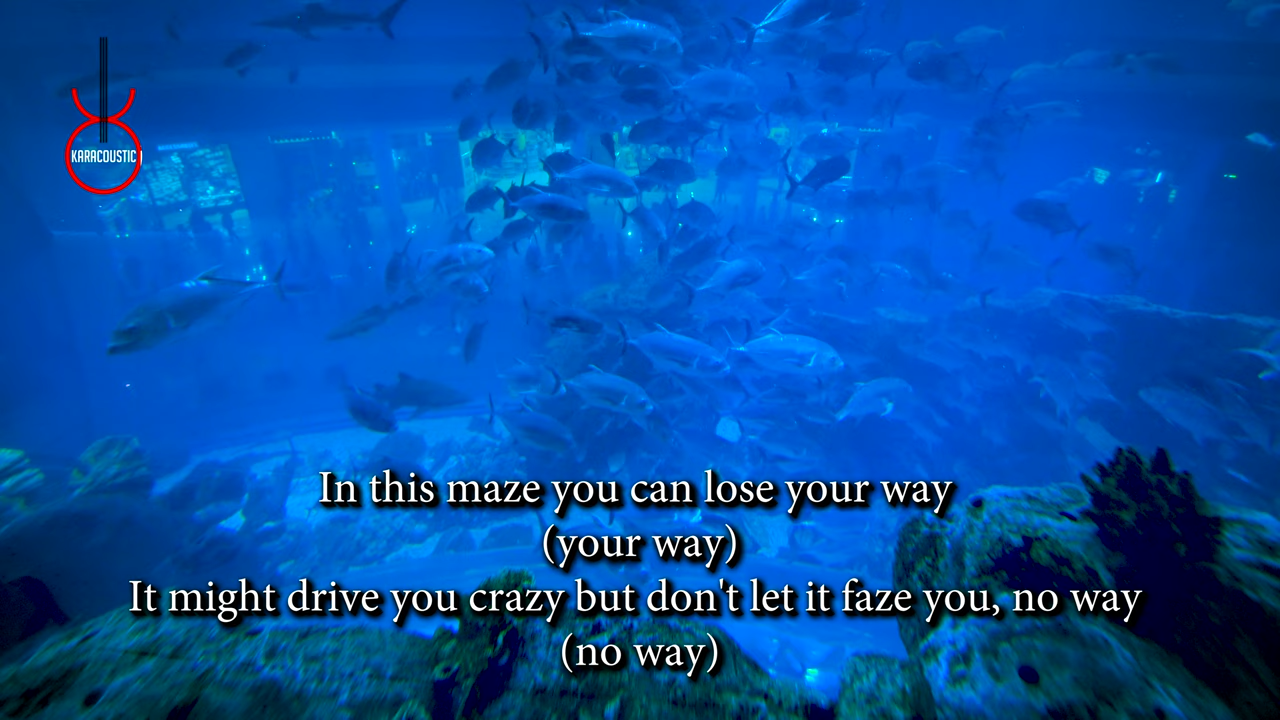 KARACOUSTIC
In this maze you can lose your way
(your way)
It might drive you crazy but don't let it faze you, no way
(no way)